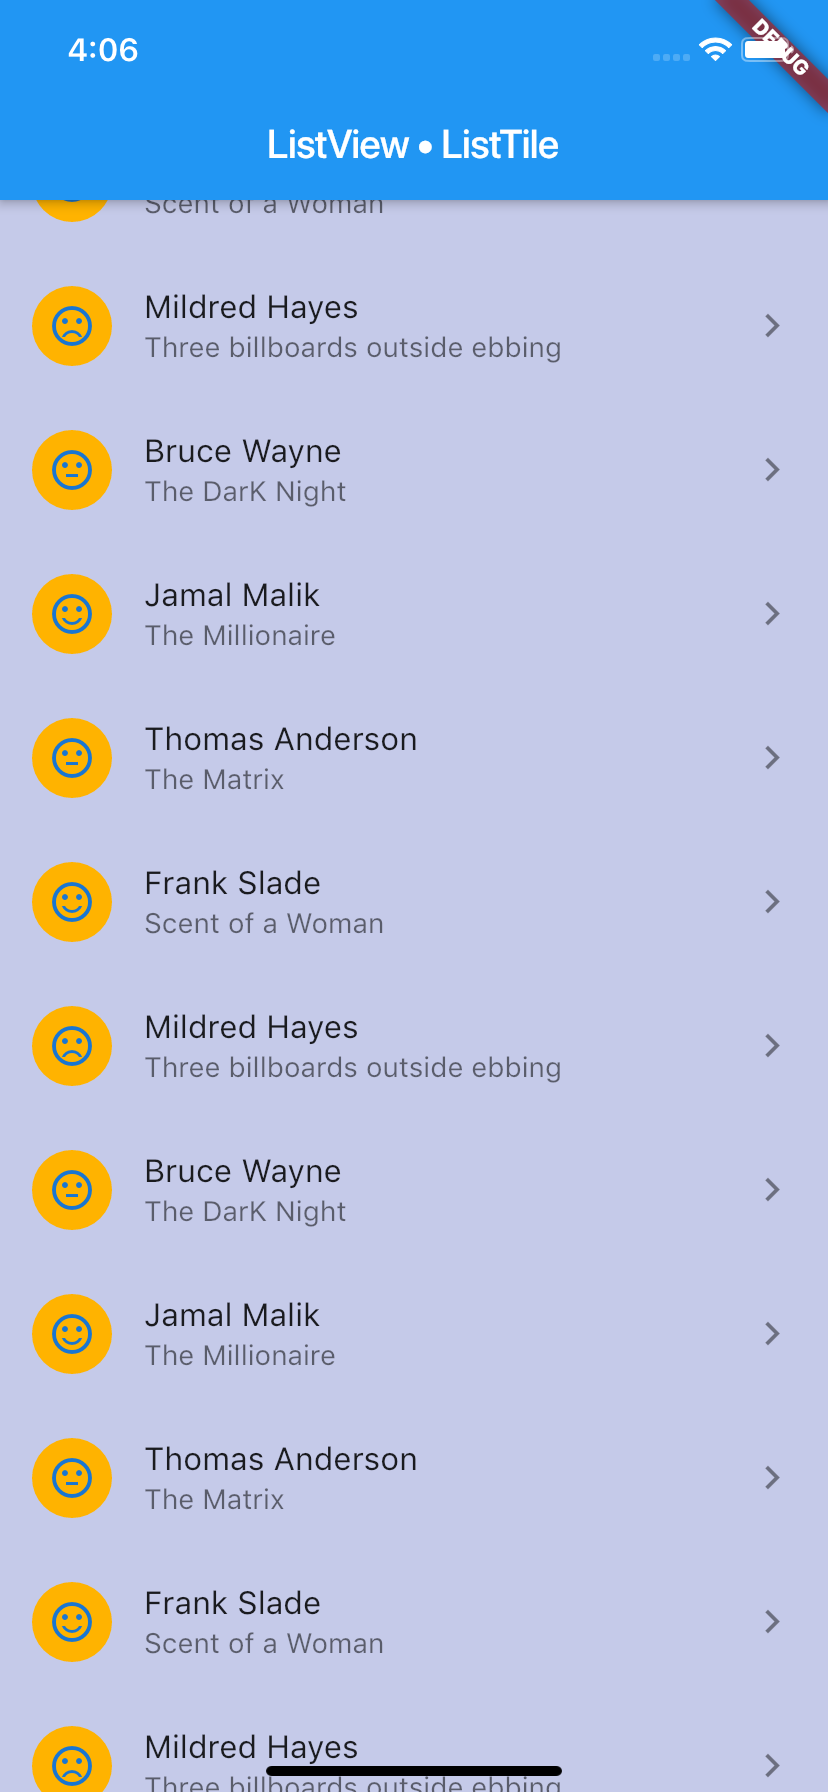 4:06
DEBUG
ListView • ListTile
Scent of a Woman
Mildred Hayes
Three billboards outside ebbing
Bruce Wayne
The DarK Night
Jamal Malik
The Millionaire
Thomas Anderson
The Matrix
Frank Slade
Scent of a Woman
Mildred Hayes
Three billboards outside ebbing
Bruce Wayne
The DarK Night
Jamal Malik
The Millionaire
Thomas Anderson
The Matrix
Frank Slade
Scent of a Woman
Mildred Hayes
Three billboards outside ebbing